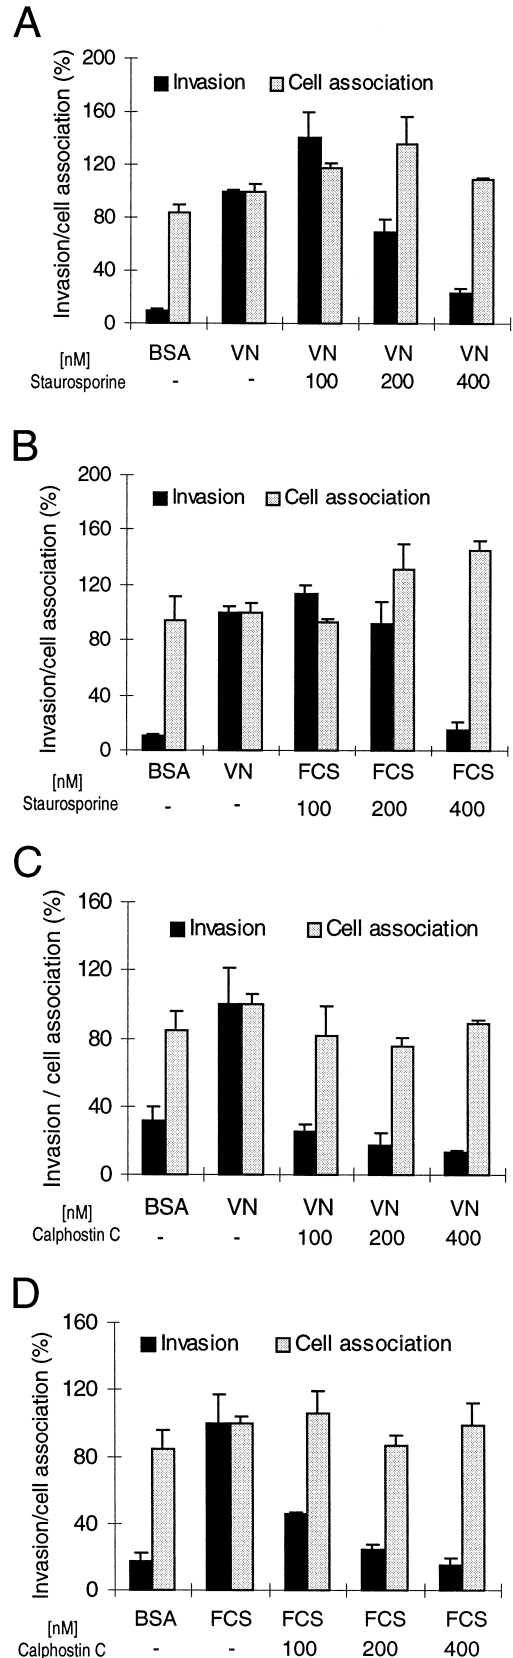 A
Invasion/cell association (%)
200
Invasion Cell association
160
120
80
40
0
BSA VN VN VN VN
[nM]
Staurosporine - - 100 200 400
B
Invasion/cell association (%)
200
Invasion Cell association
160
120
80
40
0
BSA VN FCS FCS FCS
[nM]
Staurosporine - - 100 200 400
C
Invasion / cell association (%)
160
Invasion Cell association
120
80
40
0
BSA VN VN VN VN
[nM]
Calphostin C - - 100 200 400
D
Invasion/cell association (%)
160
Invasion Cell association
120
80
40
0
BSA FCS FCS FCS FCS
[nM]
Calphostin C - - 100 200 400